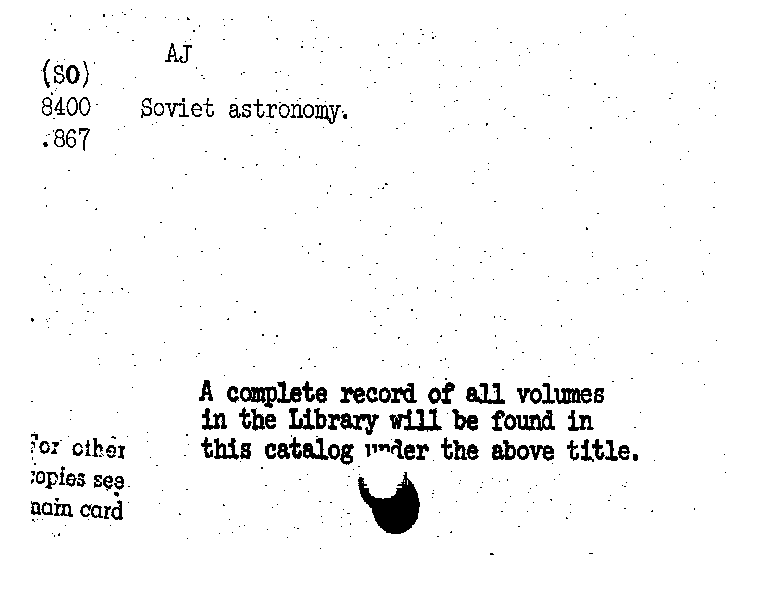 AJ
(SO)
8400 Soviet astronomy.
.867
A complete record of all volumes
in the Library will be found in
this catalog under the above title.
For other
copies see
main card